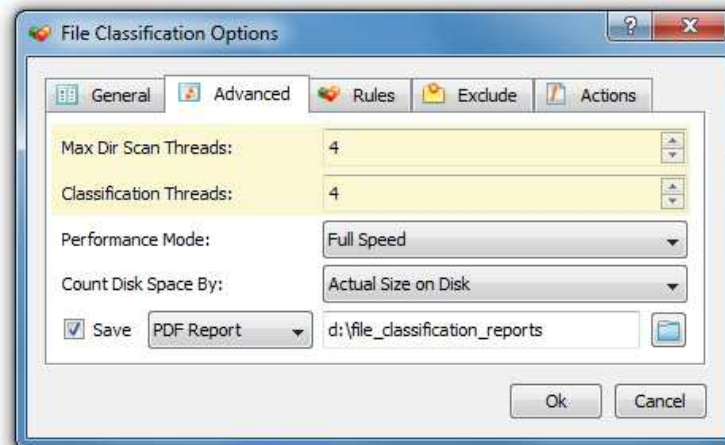 File Classification Options
General Advanced Rules Exclude Actions
Max Dir Scan Threads: 4
Classification Threads: 4
Performance Mode: Full Speed
Count Disk Space By: Actual Size on Disk
Save PDF Report d:\file_classification_reports
Ok Cancel